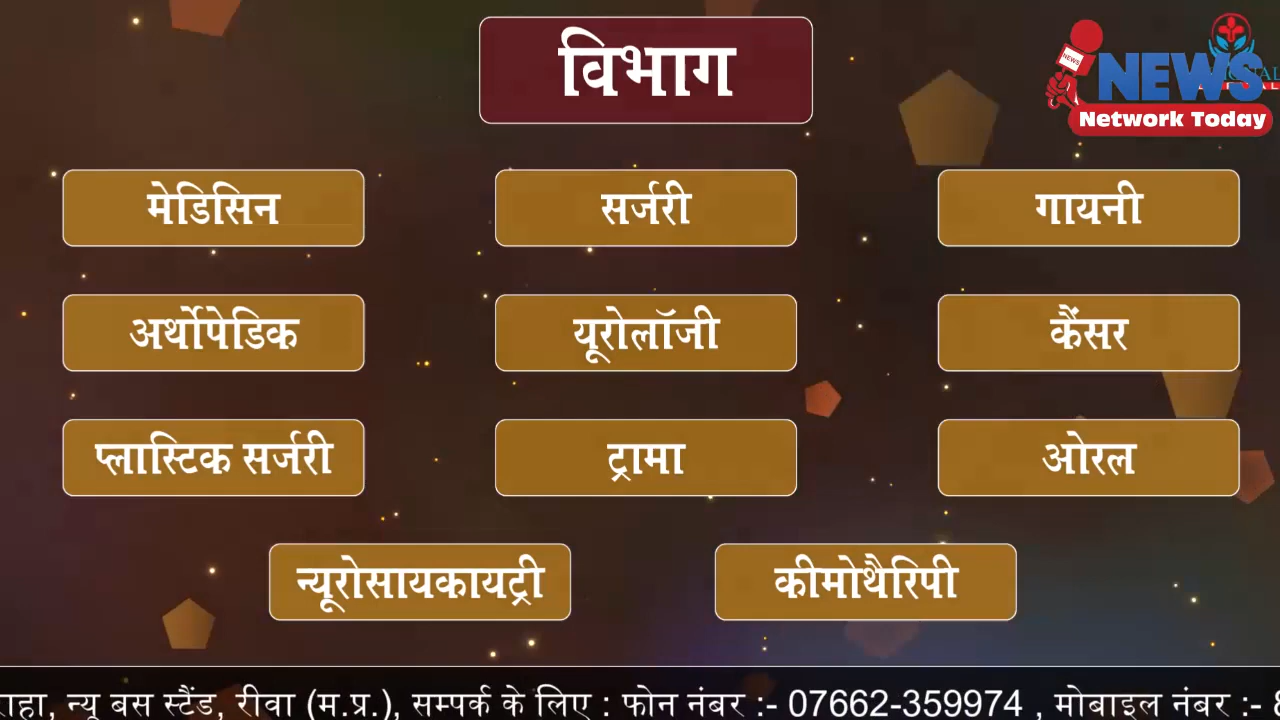 विभाग
NEWS
NEWS
Network Today
मेडिसिन
सर्जरी
गायनी
अर्थोपेडिक
यूरोलॉजी
कैंसर
प्लास्टिक सर्जरी
ट्रामा
ओरल
न्यूरोसायकायट्री
कीमोथैरिपी
न्यू बस स्टैंड, रीवा (म.प्र.), सम्पर्क के लिए : फोन नंबर :- 07662-359974 , मोबाइल नंबर :-